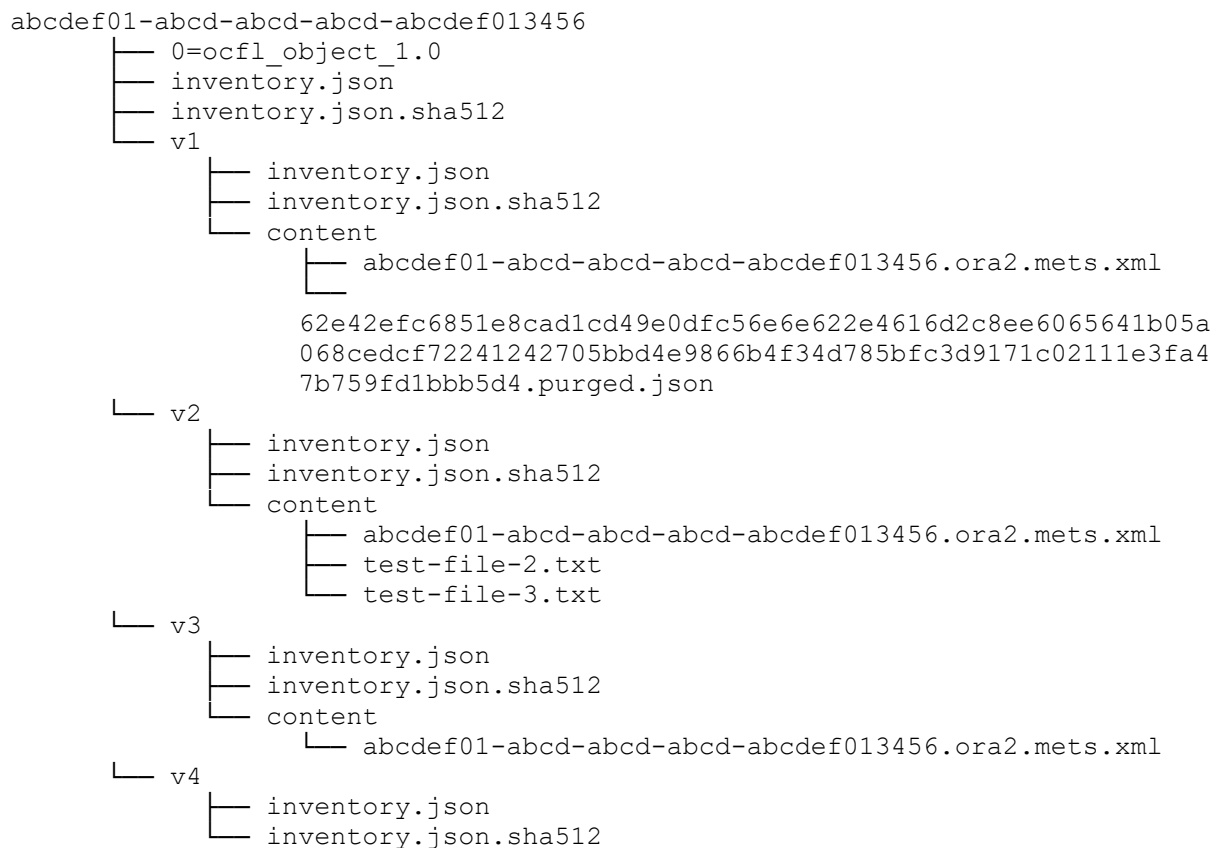 abcdef01-abcd-abcd-abcd-abcdef013456
├── 0=ocfl_object_1.0
├── inventory.json
├── inventory.json.sha512
└── v1
├── inventory.json
├── inventory.json.sha512
└── content
├── abcdef01-abcd-abcd-abcd-abcdef013456.ora2.mets.xml
└──
62e42efc6851e8cad1cd49e0dfc56e6e622e4616d2c8ee6065641b05a
068cedcf72241242705bbd4e9866b4f34d785bfc3d9171c02111e3fa4
7b759fd1bbb5d4.purged.json
└── v2
├── inventory.json
├── inventory.json.sha512
└── content
├── abcdef01-abcd-abcd-abcd-abcdef013456.ora2.mets.xml
├── test-file-2.txt
└── test-file-3.txt
└── v3
├── inventory.json
├── inventory.json.sha512
└── content
└── abcdef01-abcd-abcd-abcd-abcdef013456.ora2.mets.xml
└── v4
├── inventory.json
└── inventory.json.sha512